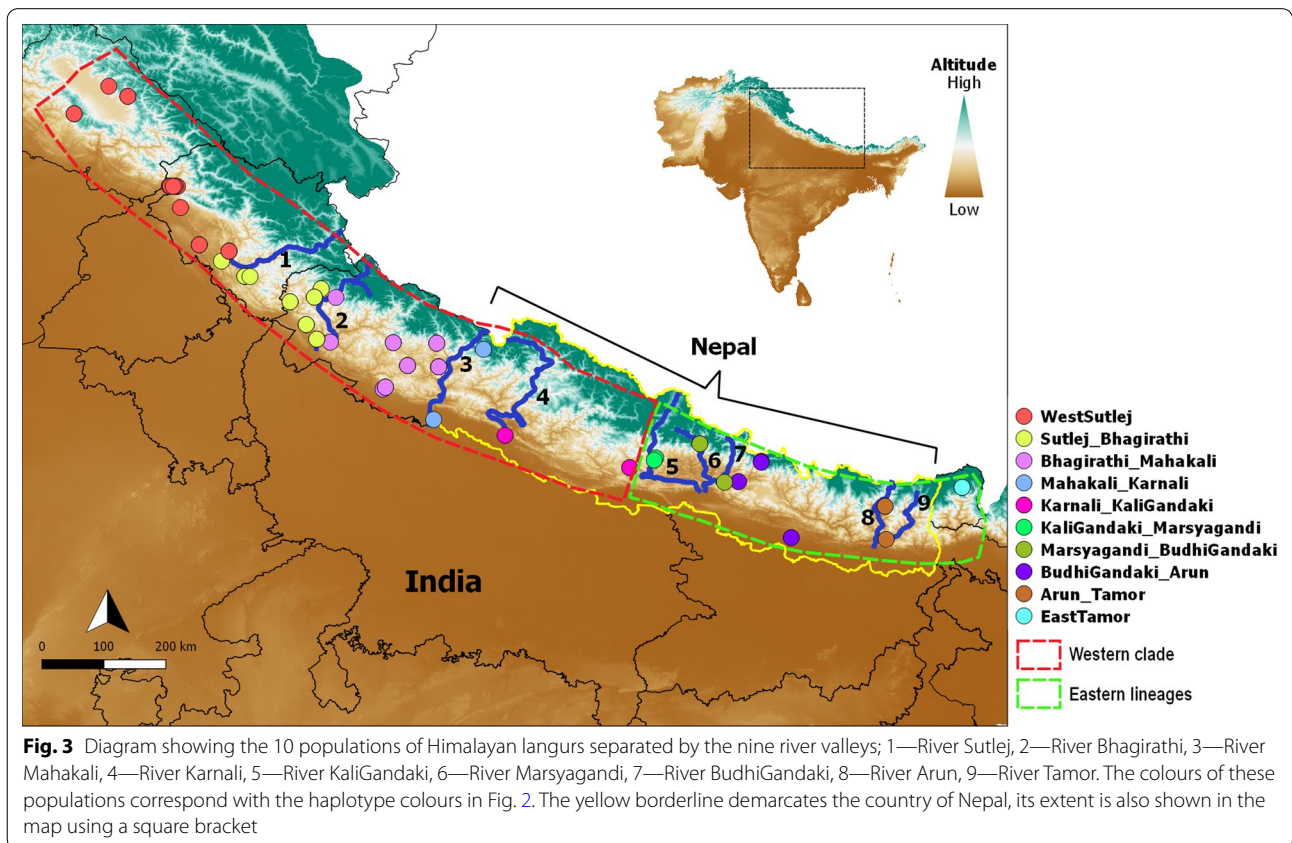 Altitude
High
Low
1
2
3
4
Nepal
5
6
7
8
9
India
0 100 200 km
WestSutlej
Sutlej_Bhagirathi
Bhagirathi_Mahakali
Mahakali_Karnali
Karnali_KaliGandaki
KaliGandaki_Marsyagandi
Marsyagandi_BudhiGandaki
BudhiGandaki_Arun
Arun_Tamor
EastTamor
Western clade
Eastern lineages
Fig. 3 Diagram showing the 10 populations of Himalayan langurs separated by the nine river valleys; 1—River Sutlej, 2—River Bhagirathi, 3—River
Mahakali, 4—River Karnali, 5—River KaliGandaki, 6—River Marsyagandi, 7—River BudhiGandaki, 8—River Arun, 9—River Tamor. The colours of these
populations correspond with the haplotype colours in Fig. 2. The yellow borderline demarcates the country of Nepal, its extent is also shown in the
map using a square bracket